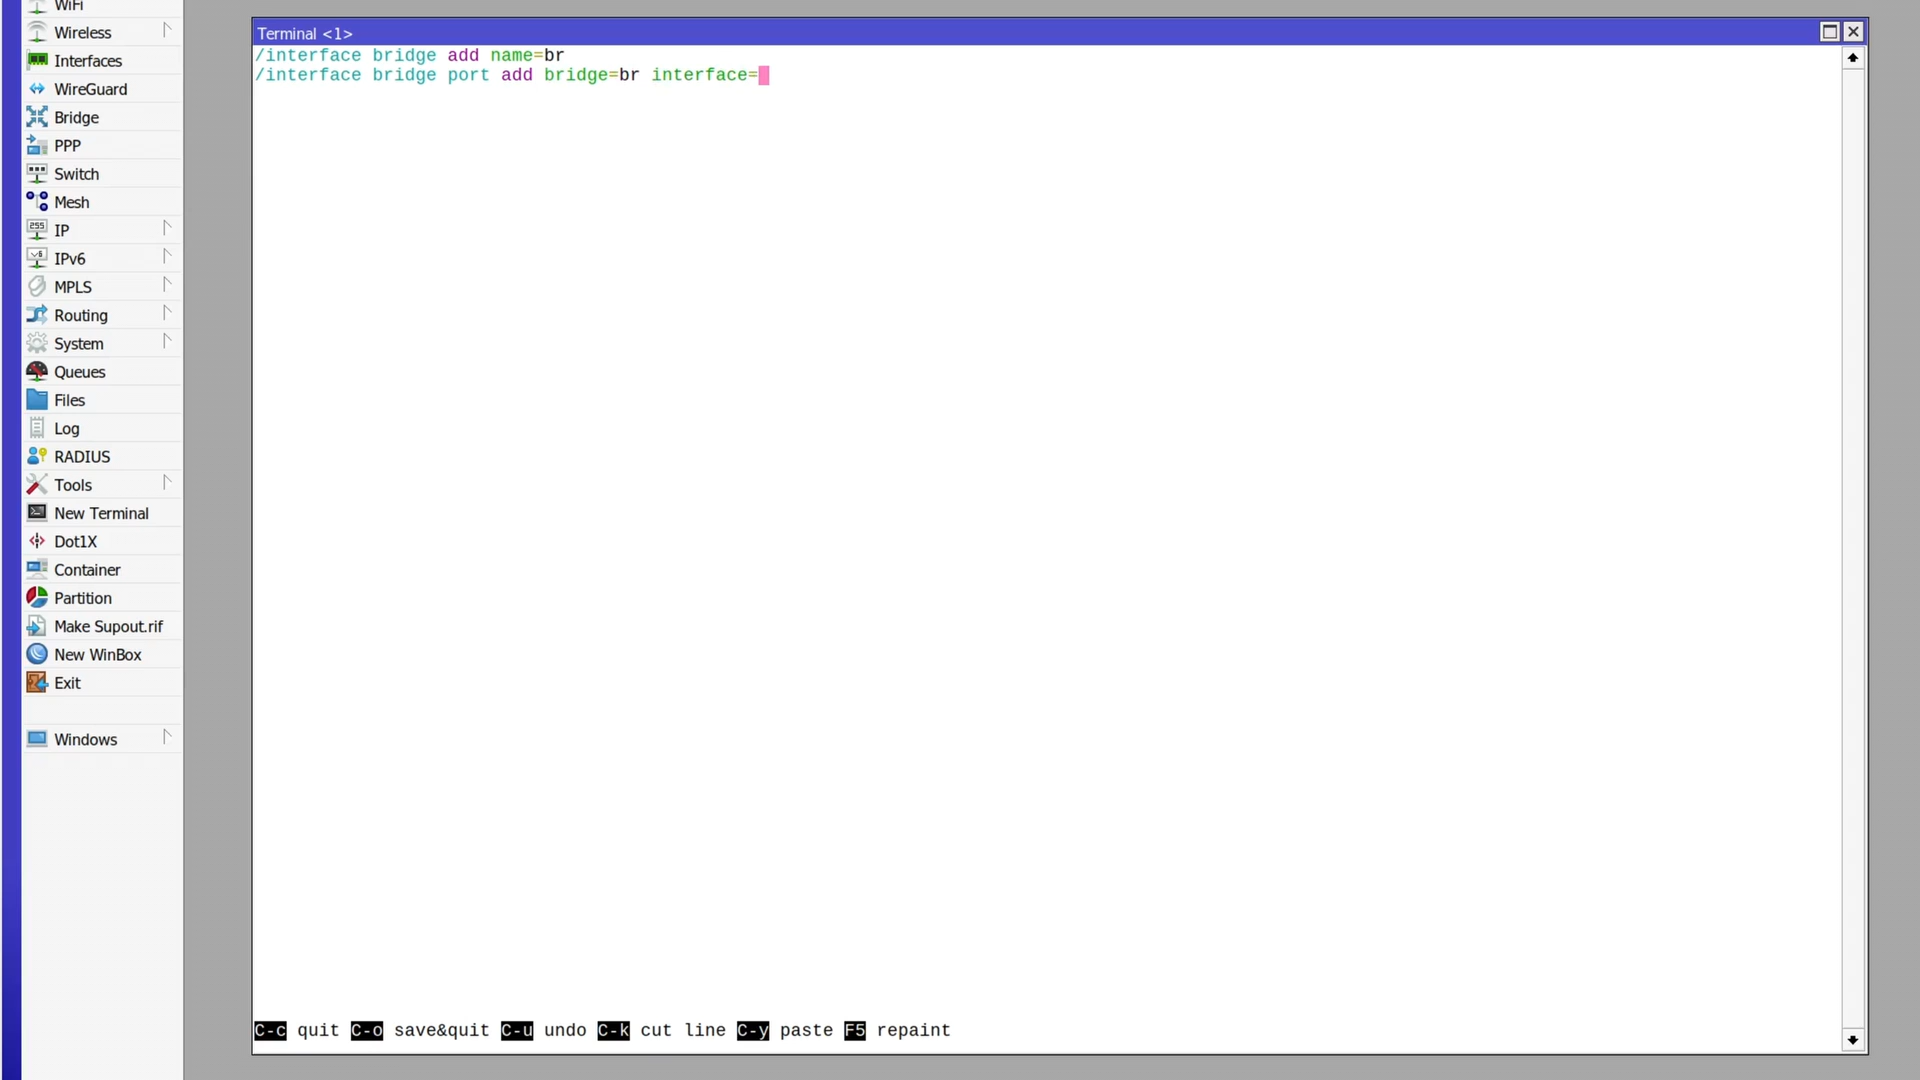 WiFi
Wireless
Interfaces
WireGuard
Bridge
PPP
Switch
Mesh
IP
IPv6
MPLS
Routing
System
Queues
Files
Log
RADIUS
Tools
New Terminal
Dot1X
Container
Partition
Make Supout.rif
New WinBox
Exit
Windows
Terminal <1>
/interface bridge add name=br
/interface bridge port add bridge=br interface=
C-c quit C-o save&quit C-u undo C-k cut line C-y paste F5 repaint